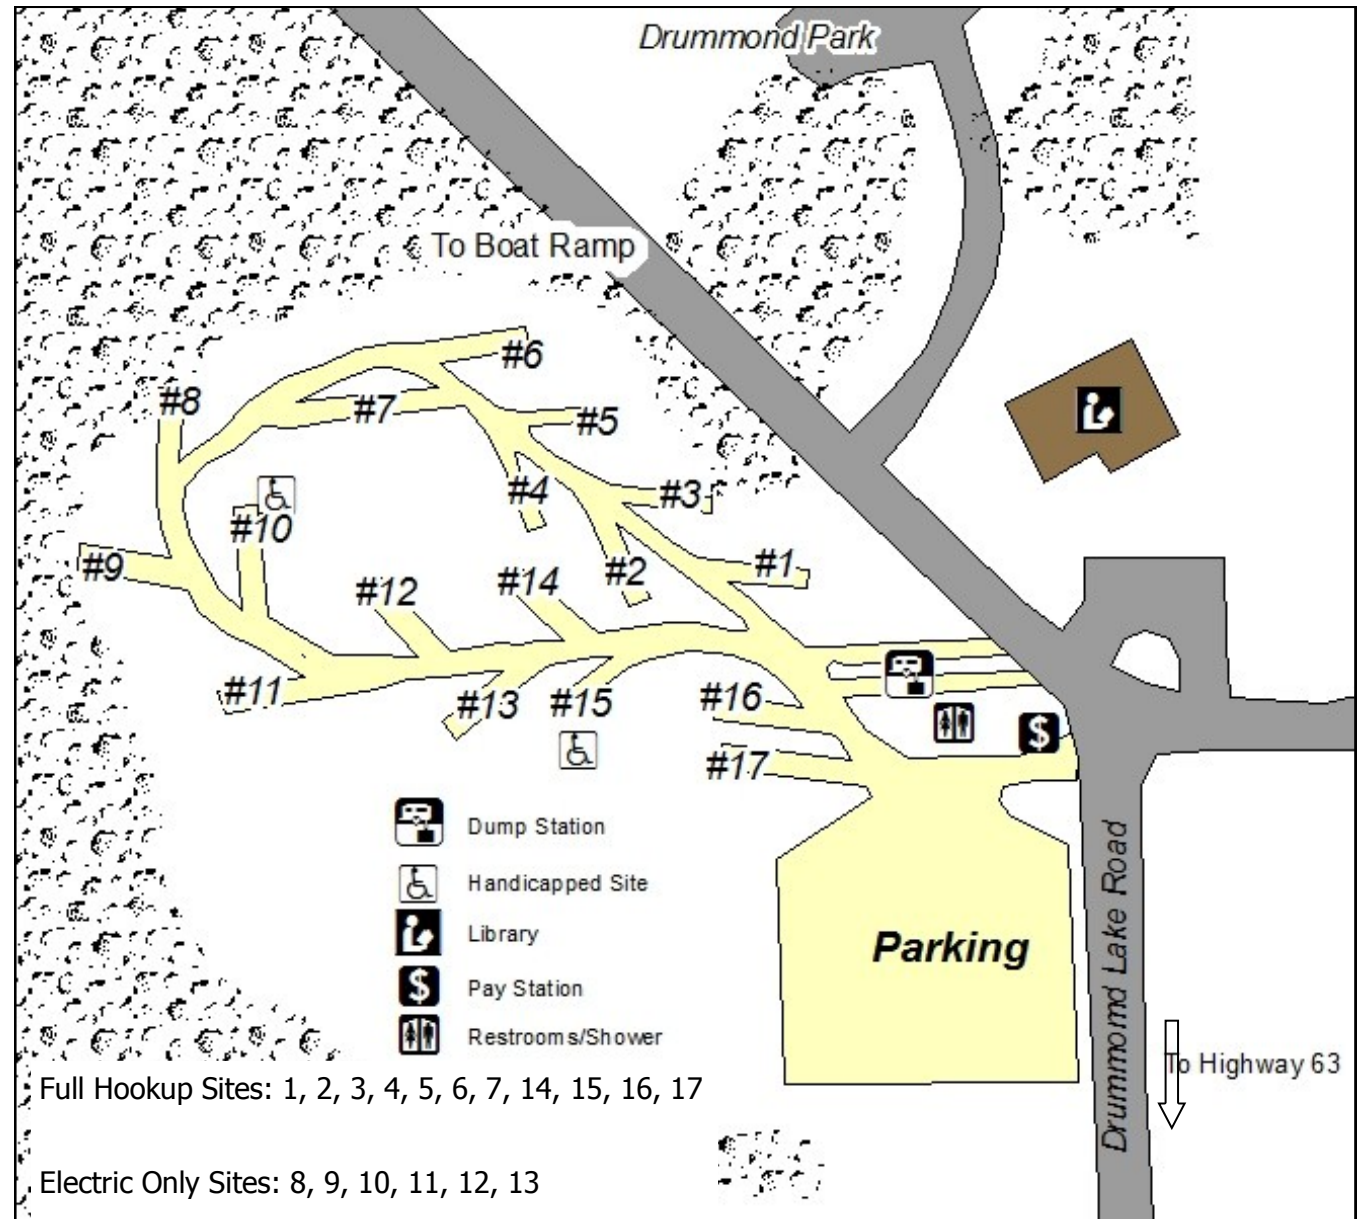 Drummond Park
To Boat Ramp
#6
#8
#7
#5
#4
#3
#10
#9
#2
#1
#12
#14
#11
#13
#15
#16
#17
$
Dump Station
Handicapped Site
Library
$ Pay Station
Restrooms/Shower
Parking
Drummomd Lake Road
To Highway 63
Full Hookup Sites: 1, 2, 3, 4, 5, 6, 7, 14, 15, 16, 17
Electric Only Sites: 8, 9, 10, 11, 12, 13